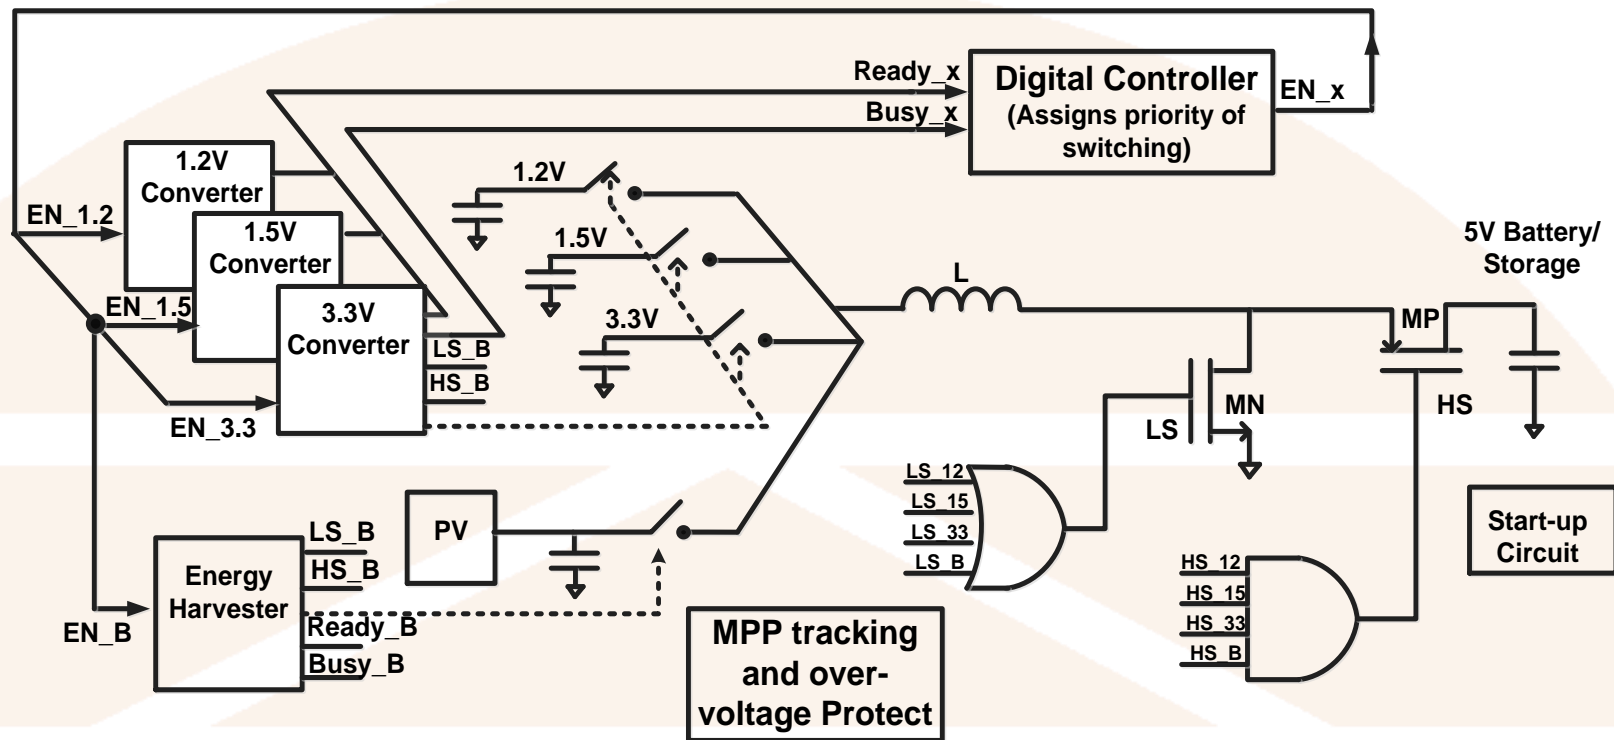 Ready_x
Busy_x
Digital Controller
(Assigns priority of
switching)
EN_x
1.2V
Converter
EN_1.2
1.5V
Converter
EN_1.5
3.3V
Converter
EN_3.3
LS_B
HS_B
1.2V
1.5V
3.3V
L
5V Battery/
Storage
MP
HS
MN
LS
LS_12
LS_15
LS_33
LS_B
HS_12
HS_15
HS_33
HS_B
Start-up
Circuit
PV
Energy
Harvester
EN_B
LS_B
HS_B
Ready_B
Busy_B
MPP tracking
and over-
voltage Protect